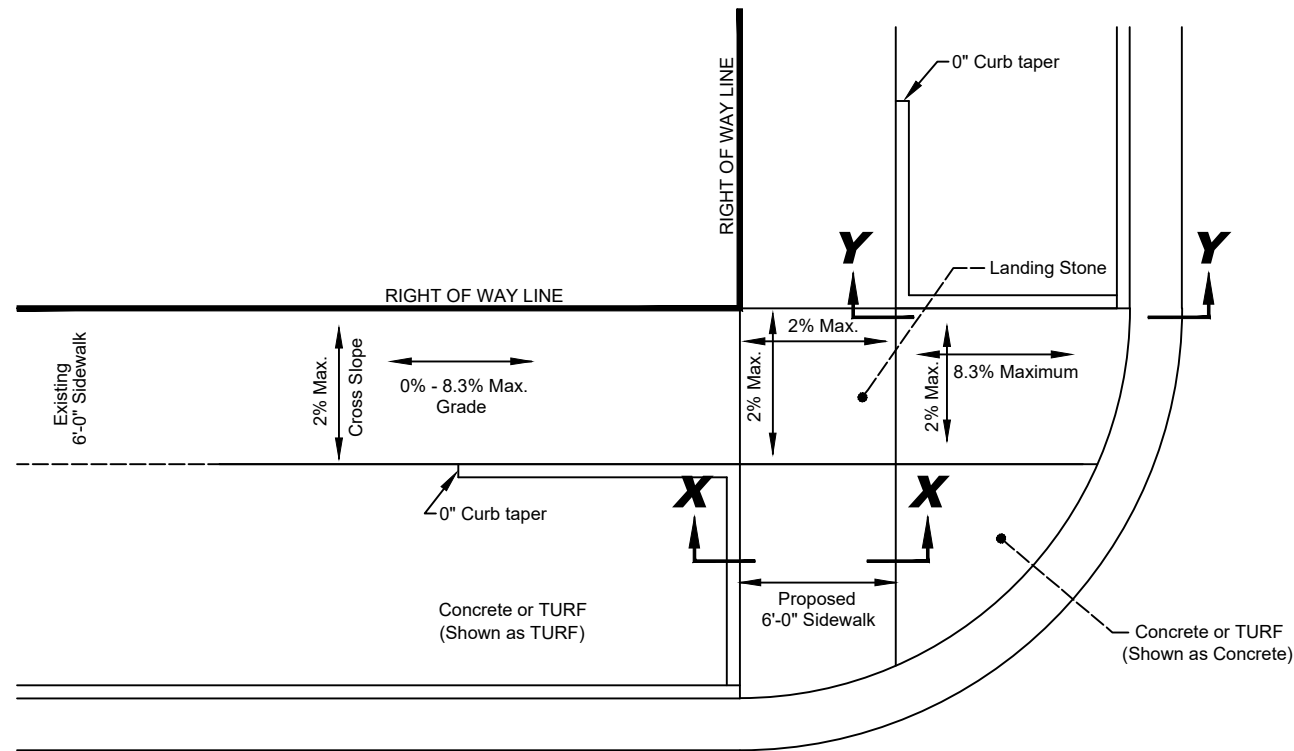 0" Curb taper
RIGHT OF WAY LINE
Y
Y
Landing Stone
RIGHT OF WAY LINE
2% Max.
Existing
6'-0" Sidewalk
2% Max.
Cross Slope
0% - 8.3% Max.
Grade
2% Max.
2% Max.
8.3% Maximum
X
X
0" Curb taper
Proposed
6'-0" Sidewalk
Concrete or TURF
(Shown as TURF)
Concrete or TURF
(Shown as Concrete)